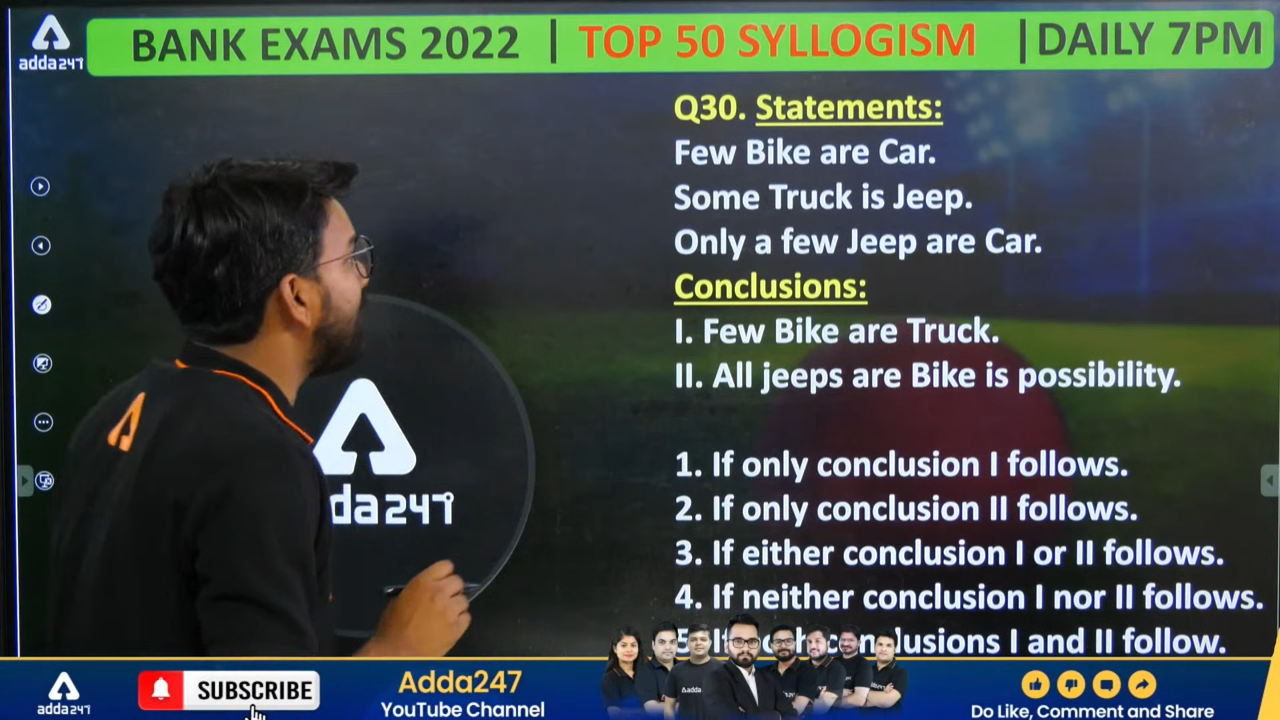 BANK EXAMS 2022 | TOP 50 SYLLOGISM | DAILY 7PM
adda247
Q30. Statements:
Few Bike are Car.
Some Truck is Jeep.
Only a few Jeep are Car.
Conclusions:
I. Few Bike are Truck.
II. All jeeps are Bike is possibility.
1. If only conclusion I follows.
2. If only conclusion II follows.
3. If either conclusion I or II follows.
4. If neither conclusion I nor II follows.
I and II follow.
da247
adda247
SUBSCRIBE
Adda247
YouTube Channel
Do Like, Comment and Share